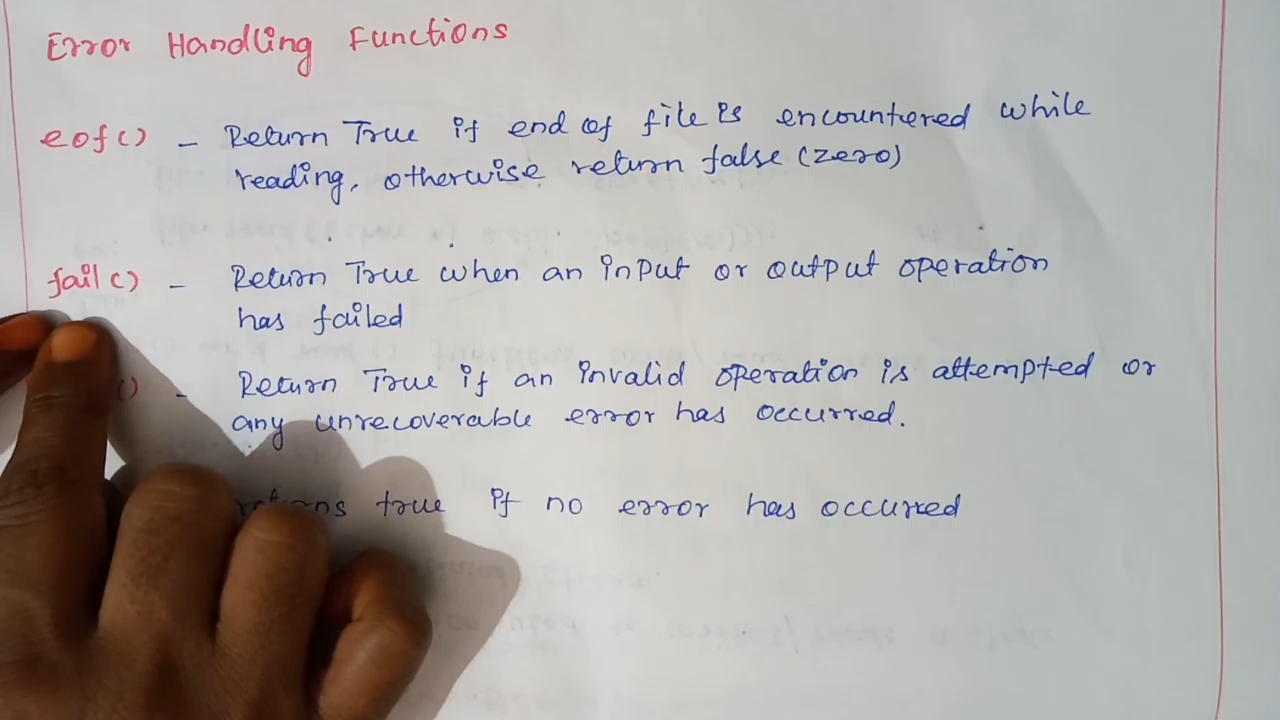 Error Handling Functions
eof() - Return True if end of file is encountered while
reading, otherwise return false (zero)
fail() - Return True when an input or output operation
has failed
() - Return True if an invalid operation is attempted or
any unrecoverable error has occurred.
true if no error has occurred